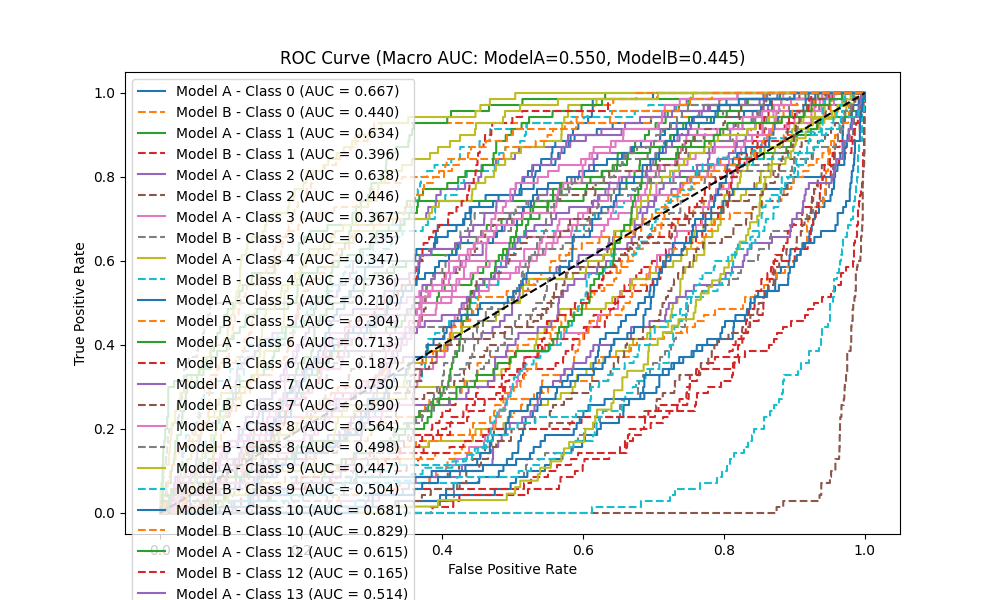 ROC Curve (Macro AUC: ModelA=0.550, ModelB=0.445)
True Positive Rate
1.0
0.8
0.6
0.4
0.2
0.0
Model A - Class 0 (AUC = 0.667)
Model B - Class 0 (AUC = 0.440)
Model A - Class 1 (AUC = 0.634)
Model B - Class 1 (AUC = 0.396)
Model A - Class 2 (AUC = 0.638)
Model B - Class 2 (AUC = 0.446)
Model A - Class 3 (AUC = 0.367)
Model B - Class 3 (AUC = 0.235)
Model A - Class 4 (AUC = 0.347)
Model B - Class 4 (AUC = 0.736)
Model A - Class 5 (AUC = 0.210)
Model B - Class 5 (AUC = 0.304)
Model A - Class 6 (AUC = 0.713)
Model B - Class 6 (AUC = 0.187)
Model A - Class 7 (AUC = 0.730)
Model B - Class 7 (AUC = 0.590)
Model A - Class 8 (AUC = 0.564)
Model B - Class 8 (AUC = 0.498)
Model A - Class 9 (AUC = 0.447)
Model B - Class 9 (AUC = 0.504)
Model A - Class 10 (AUC = 0.681)
Model B - Class 10 (AUC = 0.829)
Model A - Class 12 (AUC = 0.615)
Model B - Class 12 (AUC = 0.165)
Model A - Class 13 (AUC = 0.514)
0.0 0.2 0.4 0.6 0.8 1.0
False Positive Rate